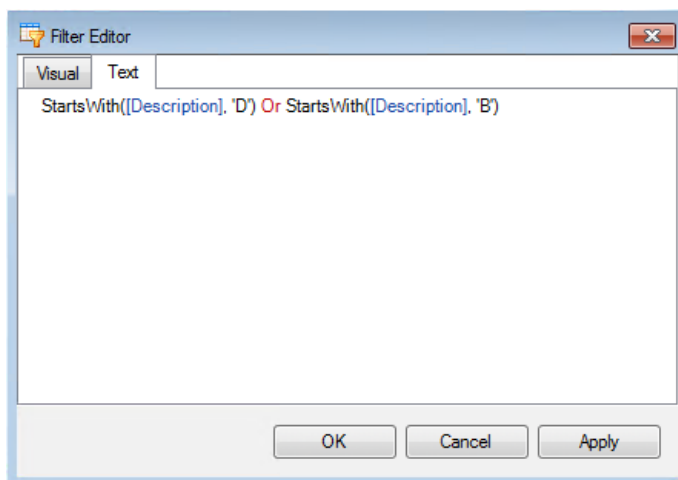 Filter Editor
Visual Text
StartsWith([Description], 'D') Or StartsWith([Description], 'B')
OK Cancel Apply